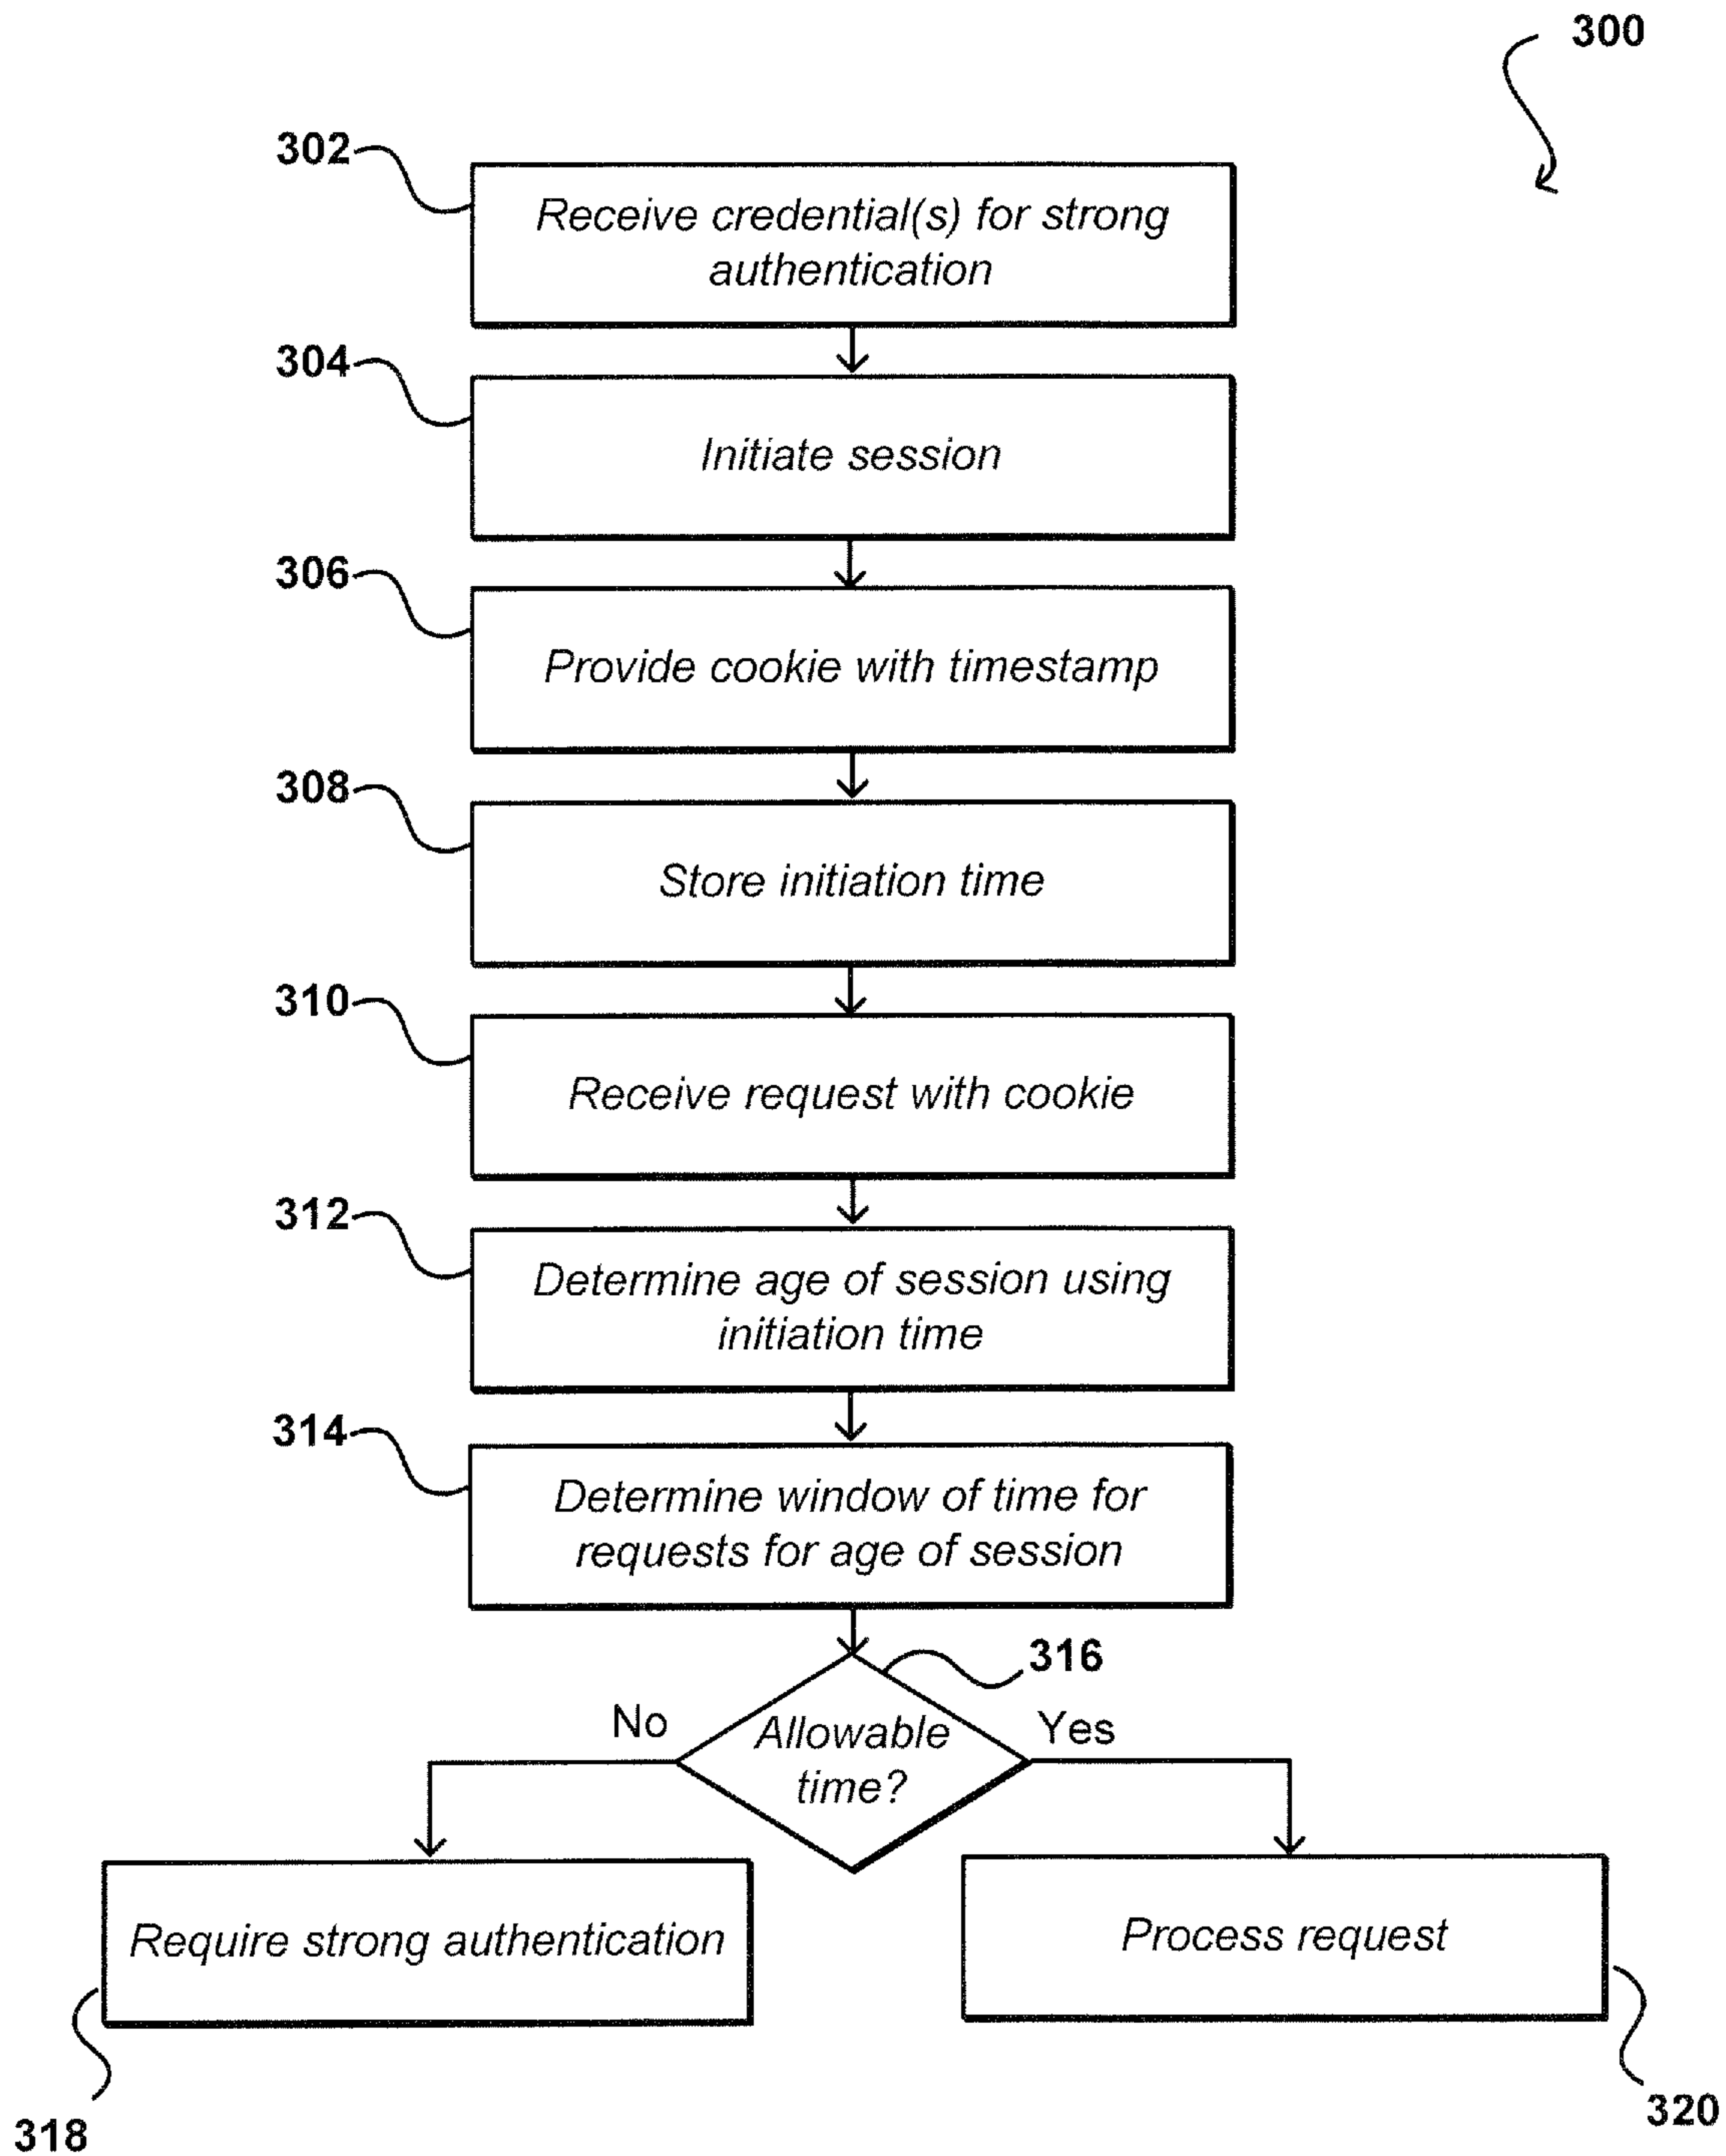 300
302
Receive credential(s) for strong
authentication
304
Initiate session
306
Provide cookie with timestamp
308
Store initiation time
310
Receive request with cookie
312
Determine age of session using
initiation time
314
Determine window of time for
requests for age of session
316
No
Allowable
time?
Yes
Require strong authentication
Process request
318
320